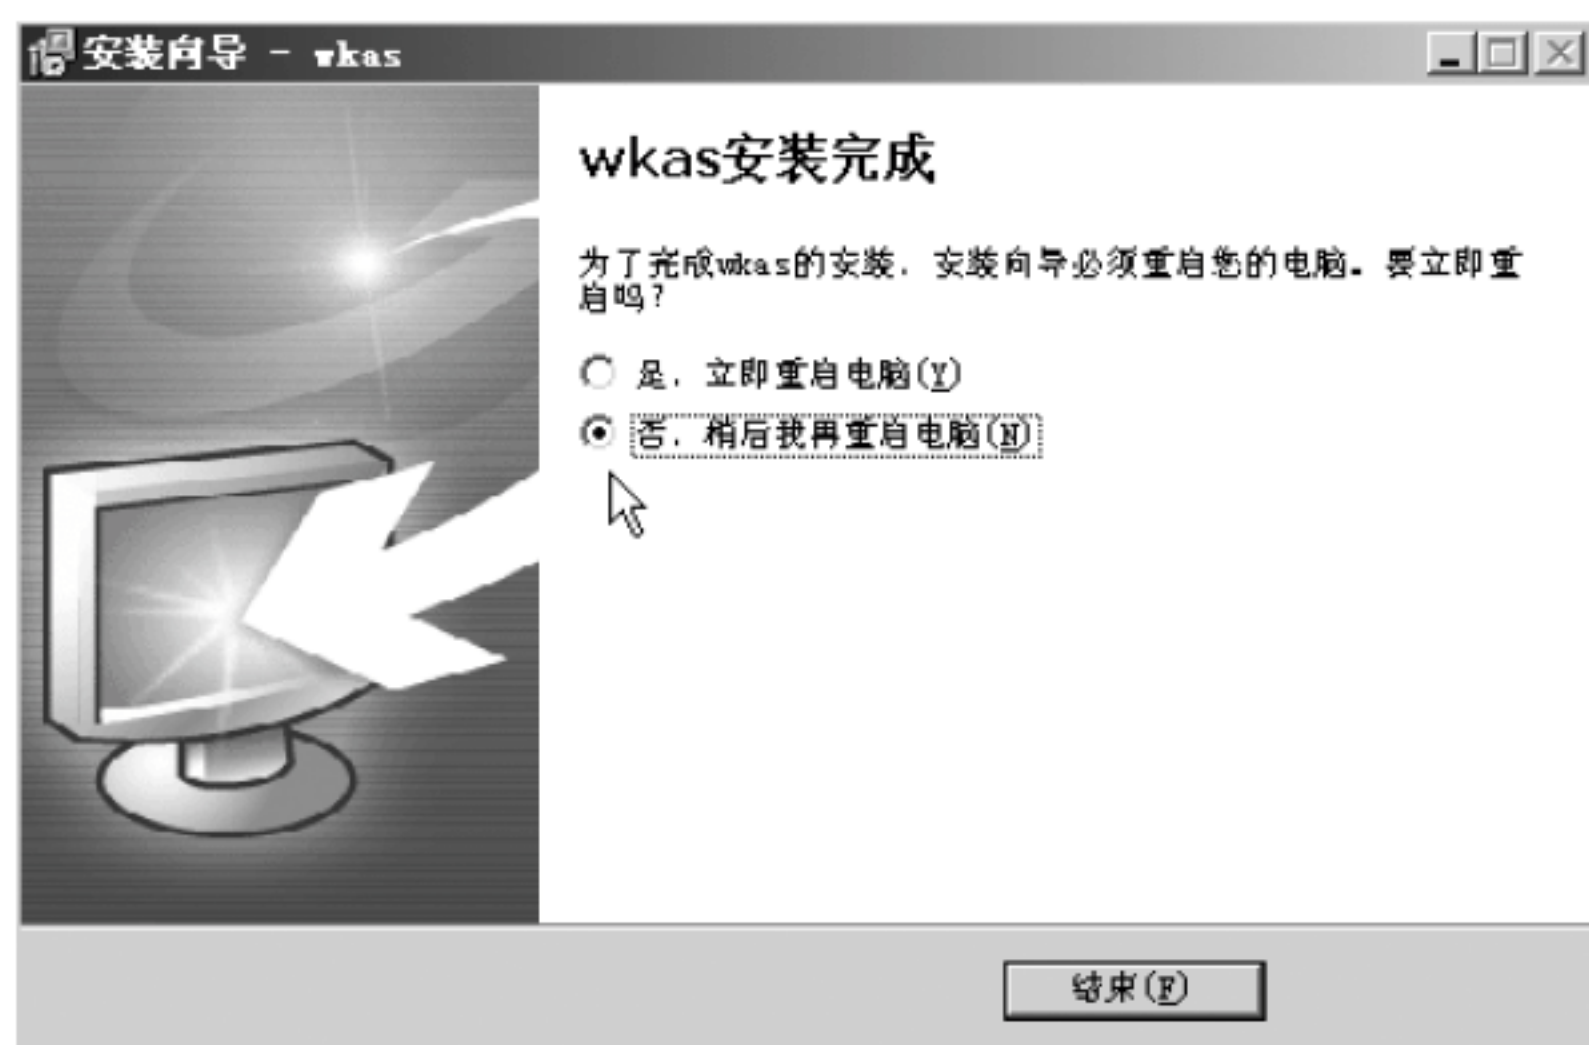 安装向导 - wkas
wkas安装完成
为了完成wkas的安装，安装向导必须重启您的电脑。要立即重
启吗?
是，立即重启电脑(Y)
否，稍后我再重启电脑(N)
结束(F)